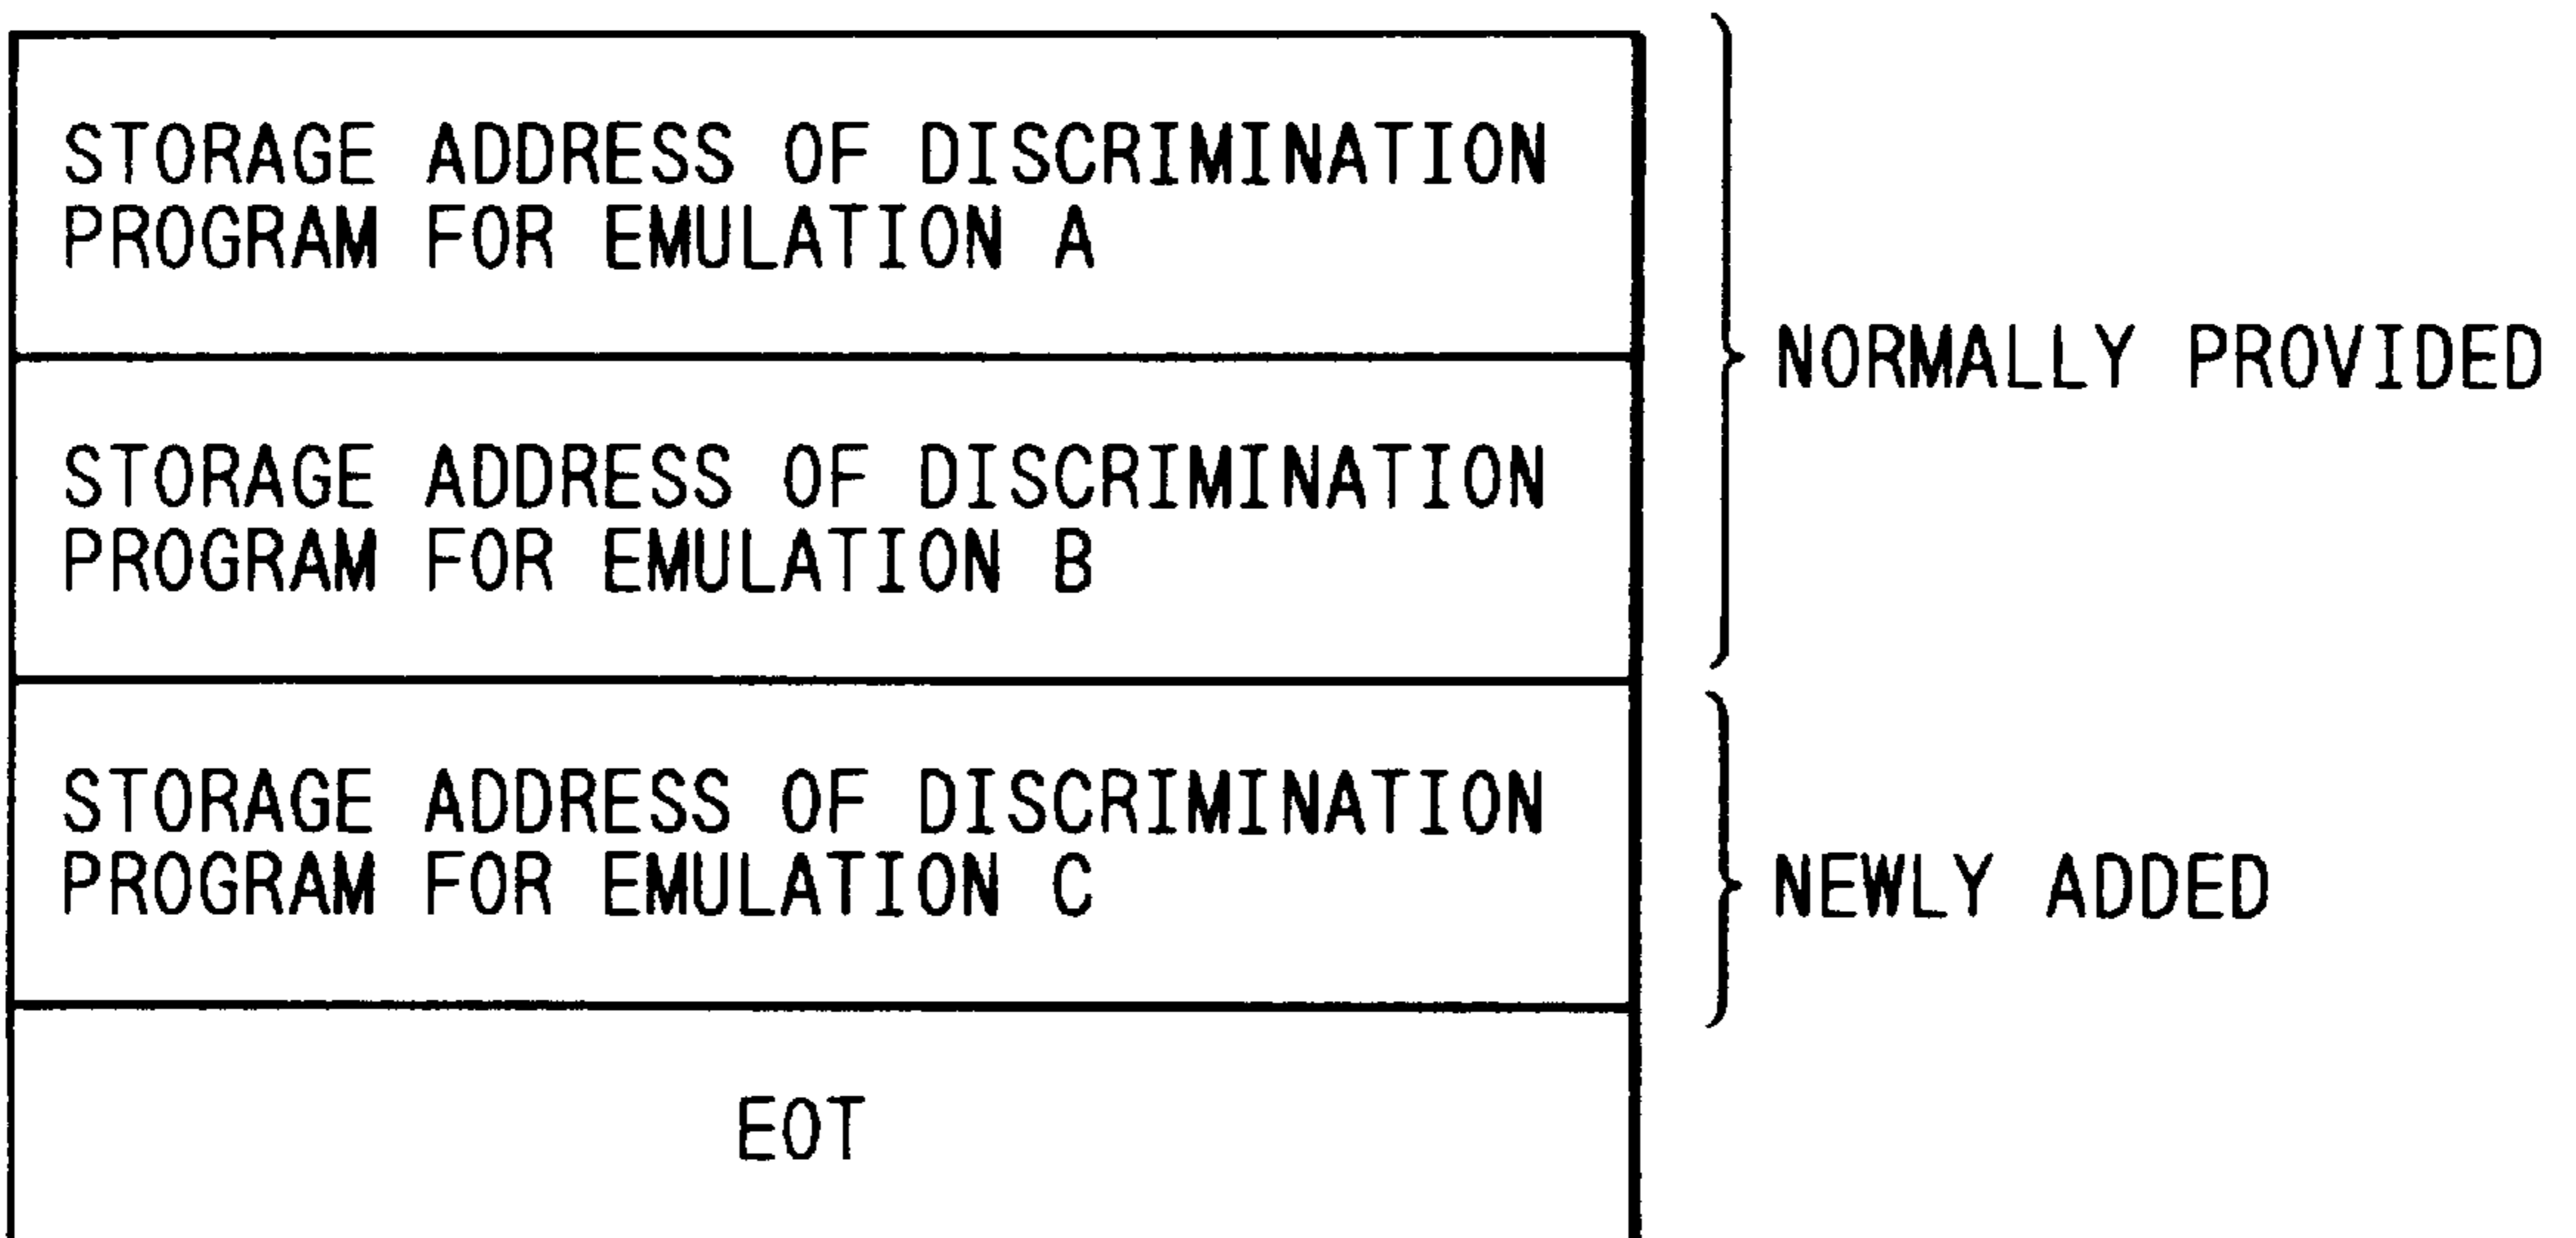 STORAGE ADDRESS OF DISCRIMINATION
PROGRAM FOR EMULATION A
NORMALLY PROVIDED
STORAGE ADDRESS OF DISCRIMINATION
PROGRAM FOR EMULATION B
STORAGE ADDRESS OF DISCRIMINATION
PROGRAM FOR EMULATION C
NEWLY ADDED
EOT